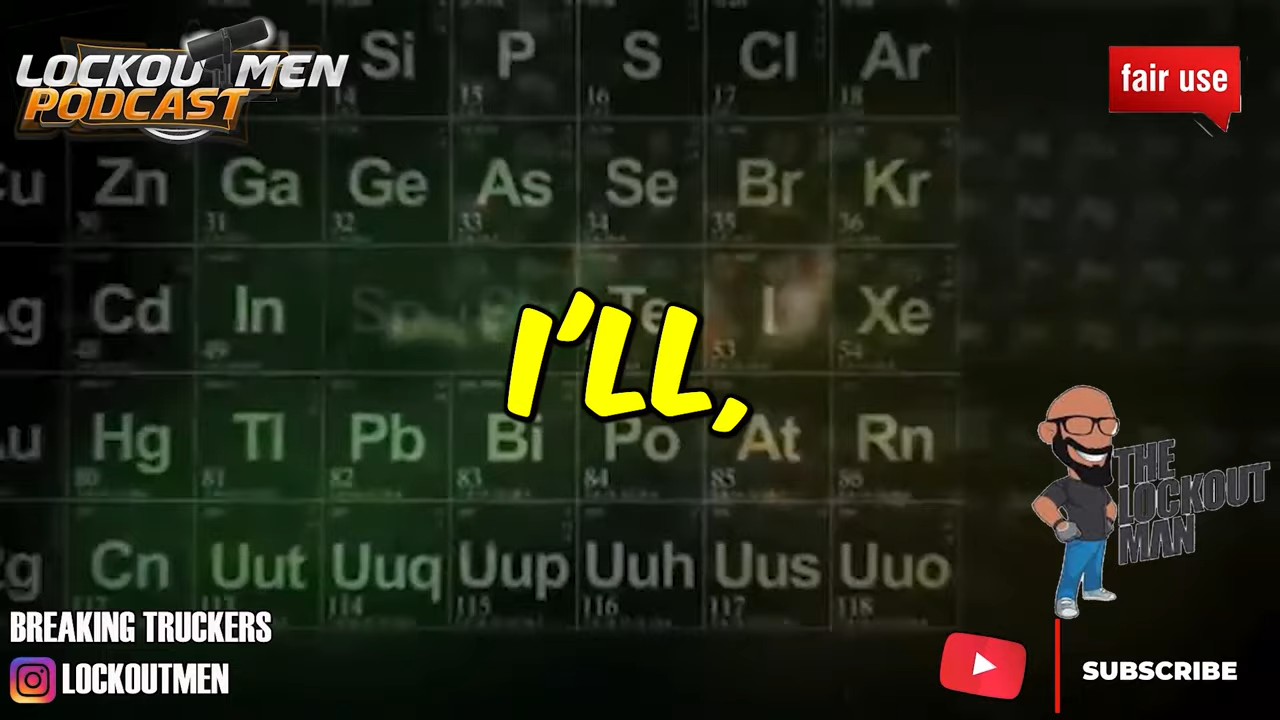 LOCKOUTMEN
PODCAST
fair use
Si P S Cl Ar
14 15 16 17 18
Zn Ga Ge As Se Br Kr
30 31 32 33 34 35 36
Cd In Te I Xe
48 49 53 54
I'LL,
Hg Tl Pb Bi Po At Rn
80 81 82 83 84 85 86
THE
LOCKOUT
MAN
Cn Uut Uuq Uup Uuh Uus Uuo
114 115 116 117 118
BREAKING TRUCKERS
LOCKOUTMEN
SUBSCRIBE